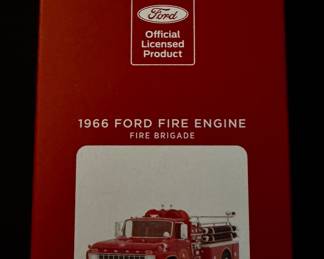 Ford
Official
Licensed
Product
1966 FORD FIRE ENGINE
FIRE BRIGADE